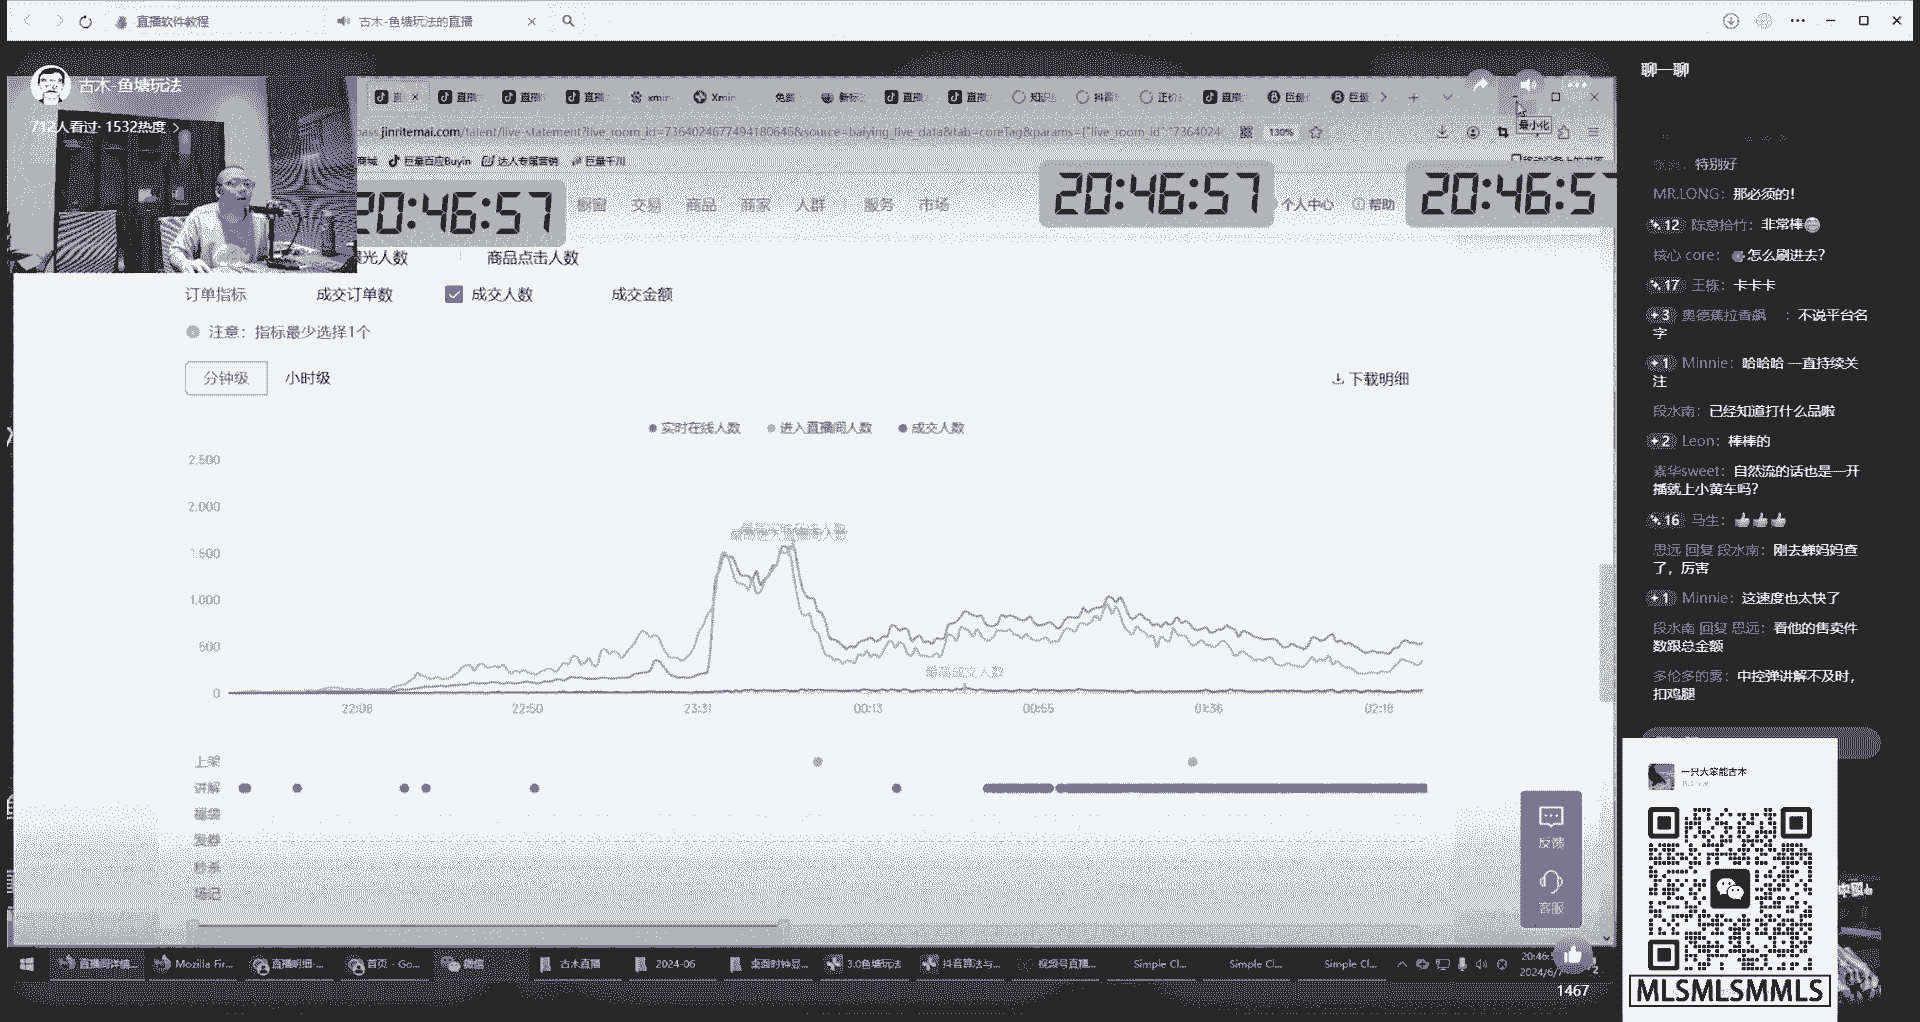 直播软件教程
古木-鱼塘玩法的直播
古木-鱼塘玩法
712人看过· 1532热度
最小化
130%
巨量百应Buyin
达人专属营销
巨量千川
20:46:57
20:46:57
20:46:5
橱窗
交易
商品
商家
人群
服务
市场
个人中心
帮助
光人数
商品点击人数
订单指标
成交订单数
成交人数
成交金额
注意：指标最少选择1个
分钟级
小时级
下载明细
实时在线人数
进入直播间人数
成交人数
2,500
2,000
1,500
1,000
500
0
最高成交人数
22:08
22:50
23:31
00:13
00:55
01:36
02:18
上架
讲解
福袋
发券
秒杀
场记
反馈
客服
聊一聊
特别好
MR.LONG：那必须的！
12 陈意拾竹：非常棒
核心 core：怎么刷进去？
17 王栋：卡卡卡
3 奥德蕉拉香飙：不说平台名
字
1 Minnie：哈哈哈 一直持续关
注
段水南：已经知道打什么品啦
2 Leon：棒棒的
素华sweet：自然流的话也是一开
播就上小黄车吗？
16 马生：👍👍👍
思远 回复 段水南：刚去蝉妈妈查
了，厉害
1 Minnie：这速度也太快了
段水南 回复 思远：看他的售卖件
数跟总金额
多伦多的雾：中控弹讲解不及时，
扣鸡腿
一只大笨能古木
MLSMLSMMLS
Mozilla Fir...
直播明细-...
首页 - Go...
微信
古木直播
2024-06
桌面时钟显...
3.0鱼塘玩法
抖音算法与...
视频号直播...
Simple Cl...
Simple Cl...
Simple Cl...
1467